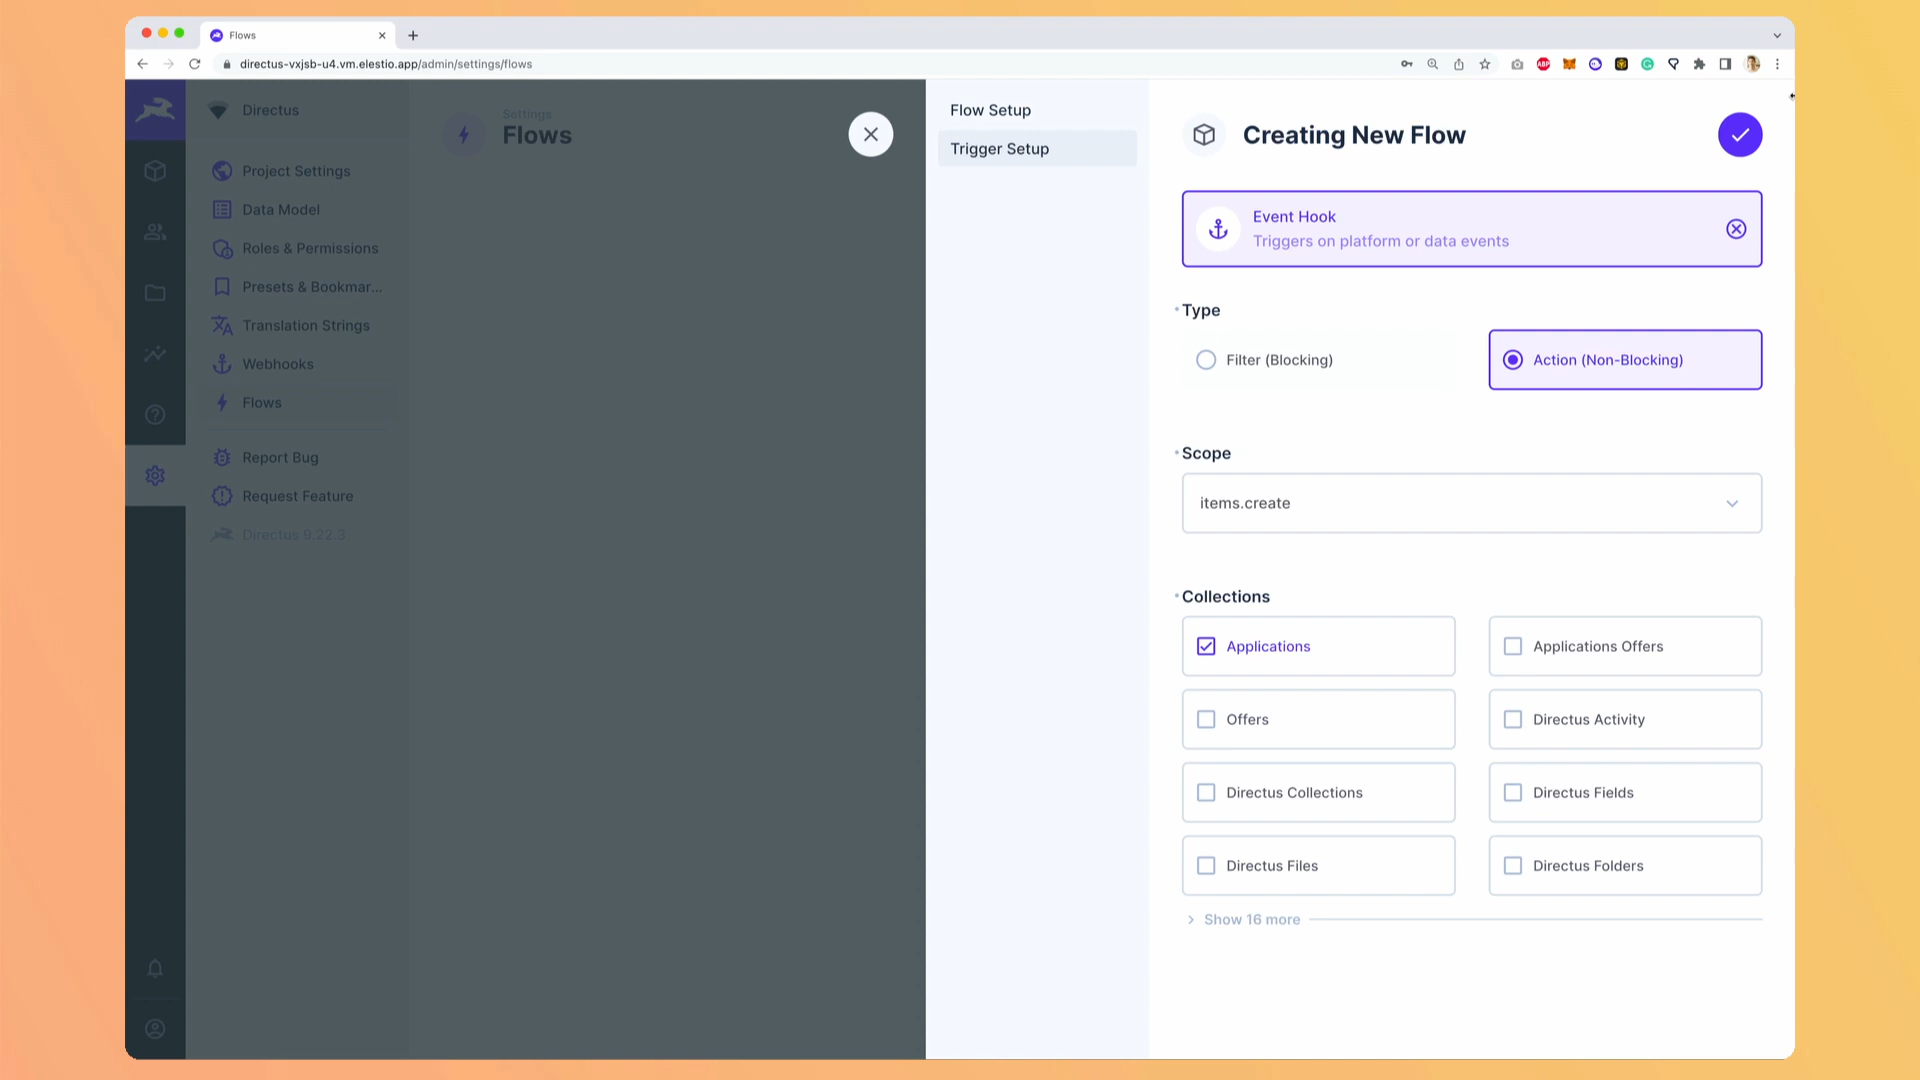 Flows
directus-vxjsb-u4.vm.elestio.app/admin/settings/flows
ABP
Directus
Project Settings
Data Model
Roles & Permissions
Presets & Bookmar...
Translation Strings
Webhooks
Flows
Report Bug
Request Feature
Directus 9.22.3
Settings
Flows
Flow Setup
Trigger Setup
Creating New Flow
Event Hook
Triggers on platform or data events
Type
Filter (Blocking)
Action (Non-Blocking)
Scope
items.create
Collections
Applications
Applications Offers
Offers
Directus Activity
Directus Collections
Directus Fields
Directus Files
Directus Folders
Show 16 more